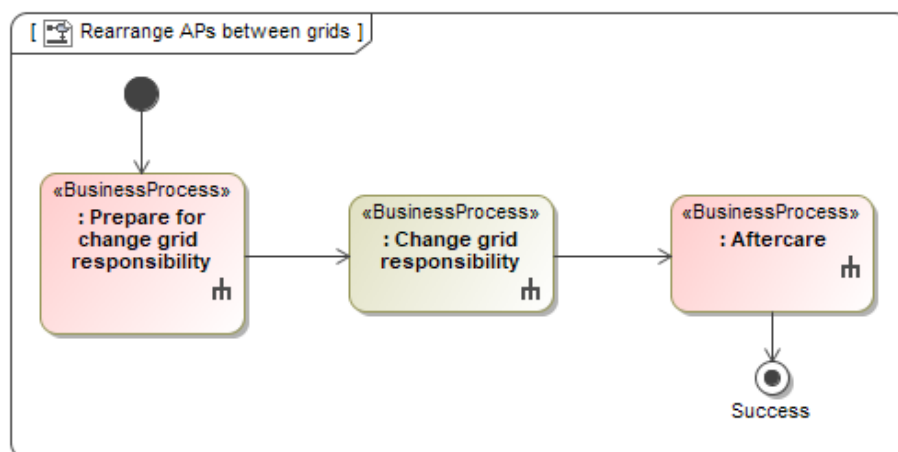 [ Rearrange APs between grids ]
«BusinessProcess»
: Prepare for
change grid
responsibility
«BusinessProcess»
: Change grid
responsibility
«BusinessProcess»
: Aftercare
Success